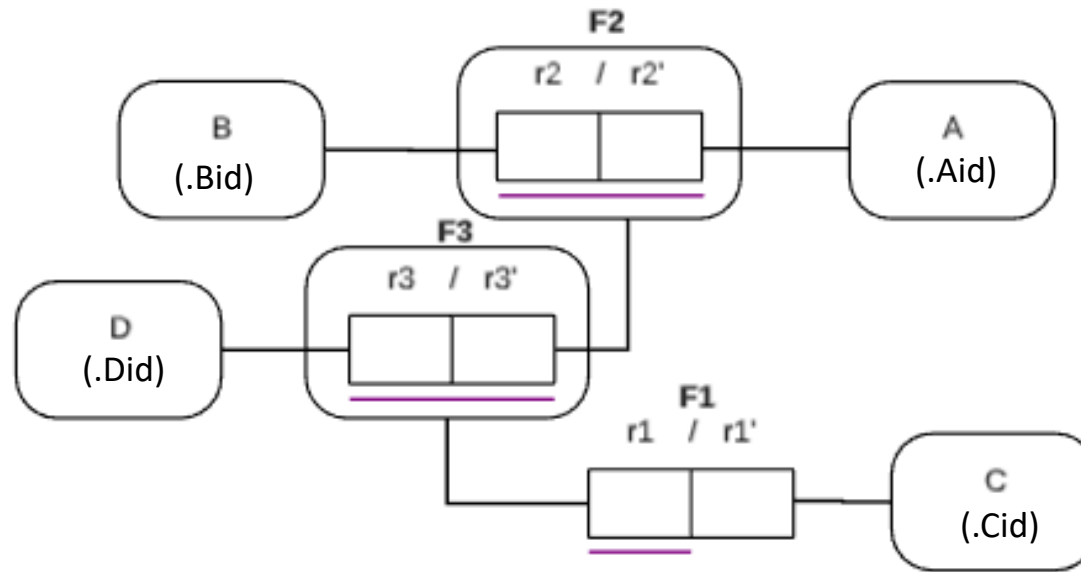 F2
r2 / r2'
B
(.Bid)
A
(.Aid)
F3
r3 / r3'
D
(.Did)
F1
r1 / r1'
C
(.Cid)